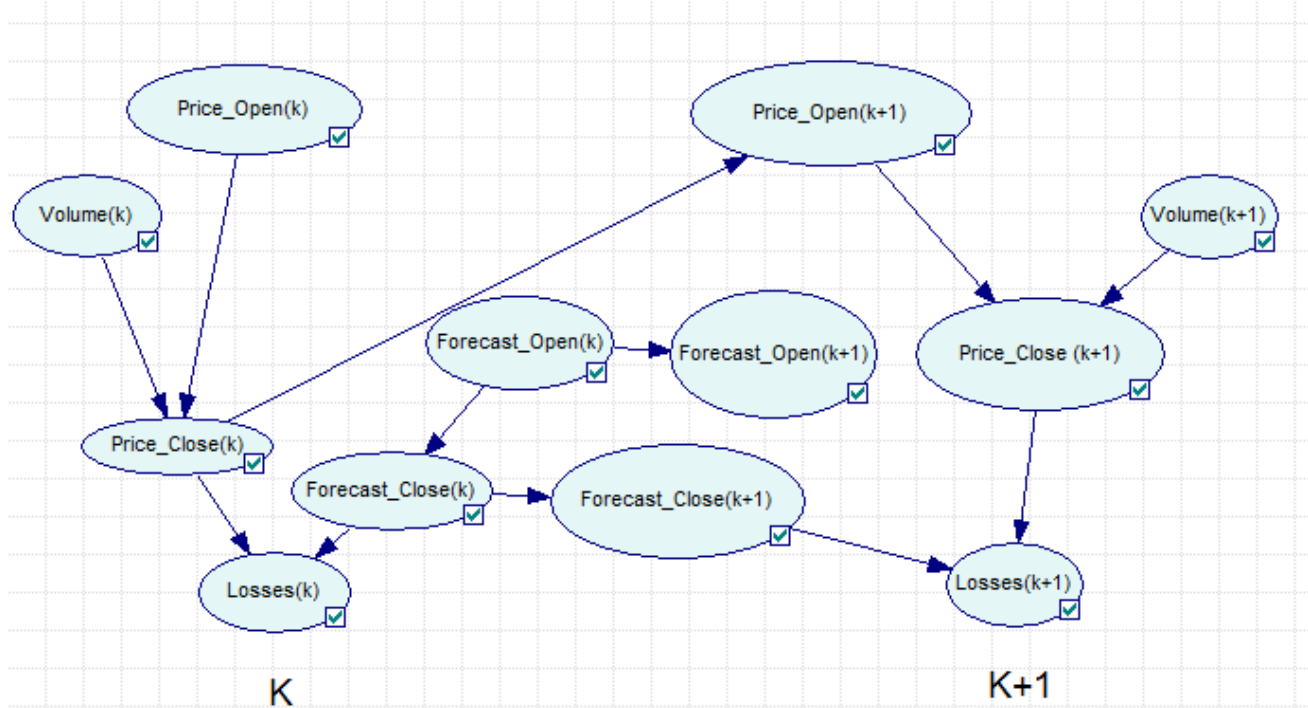 Price_Open(k)
Price_Open(k+1)
Volume(k)
Volume(k+1)
Forecast_Open(k)
Forecast_Open(k+1)
Price_Close (k+1)
Price_Close(k)
Forecast_Close(k)
Forecast_Close(k+1)
Losses(k)
Losses(k+1)
K
K+1